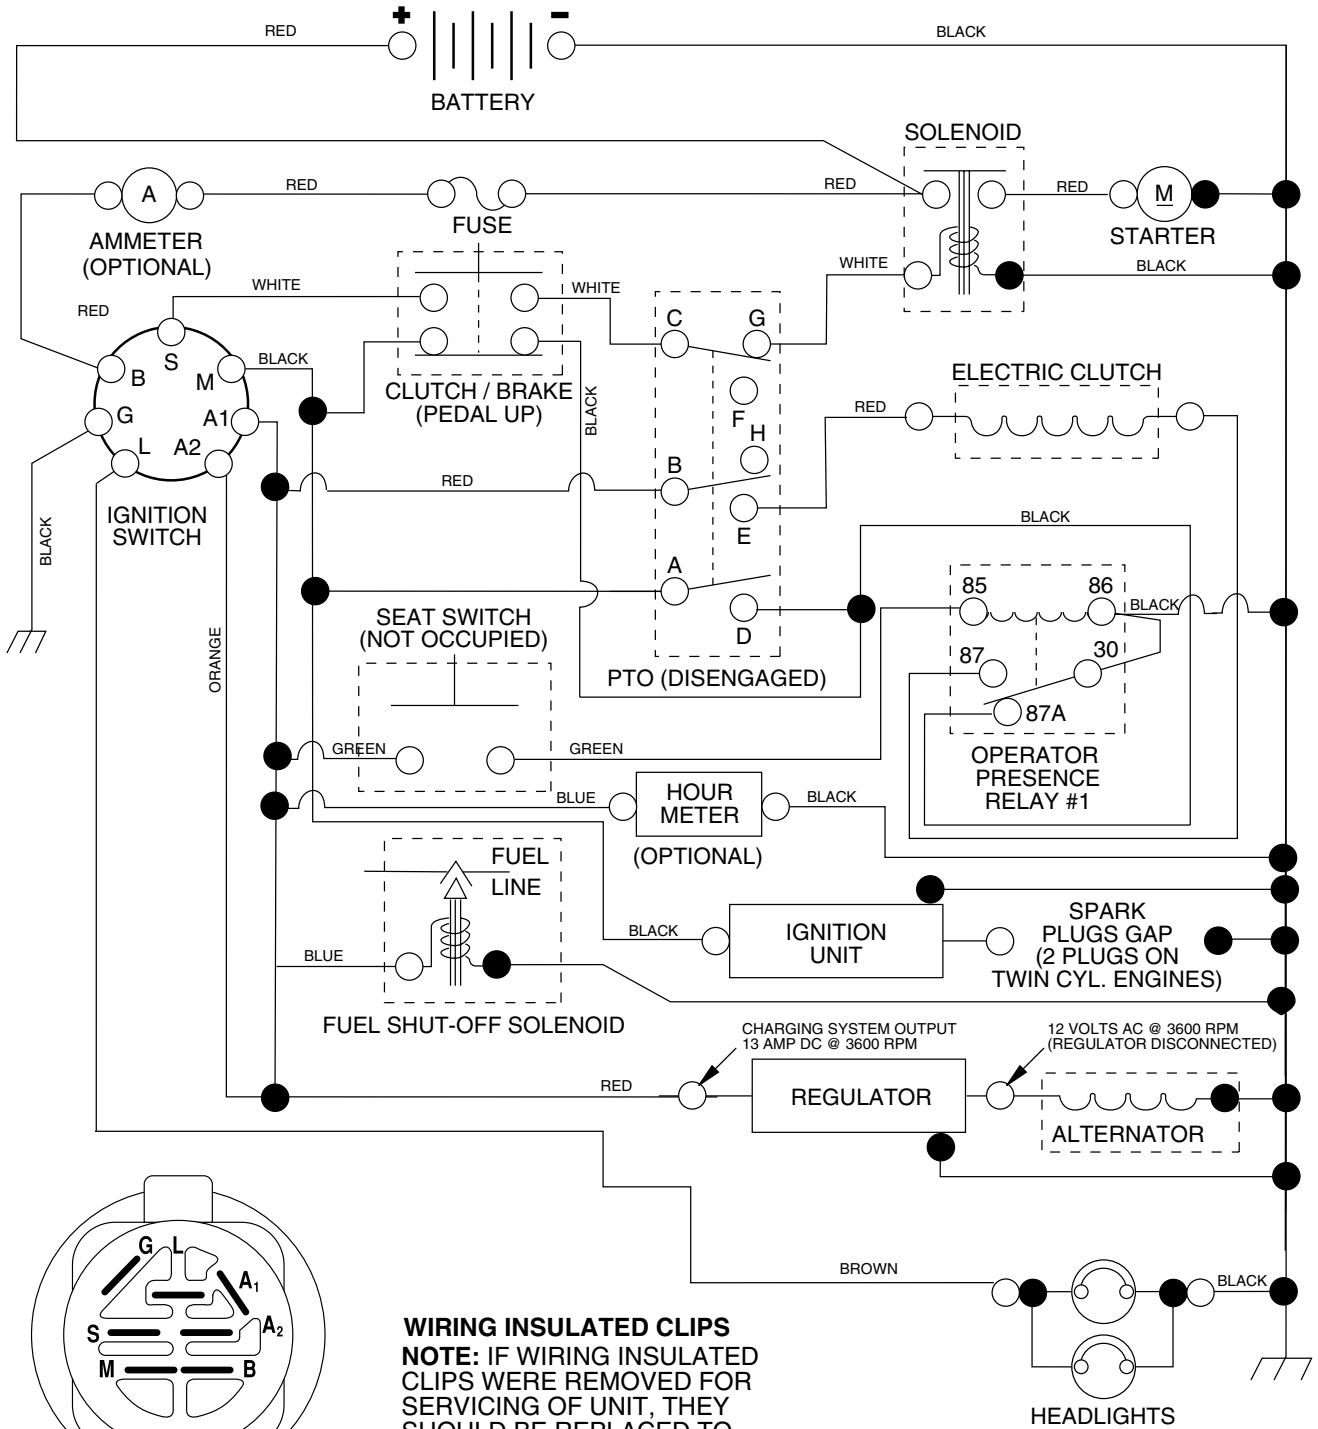 +
-
RED
BLACK
BATTERY
SOLENOID
A
RED
RED
RED
M
FUSE
AMMETER
(OPTIONAL)
STARTER
WHITE
BLACK
WHITE
WHITE
RED
C
G
S
B
M
BLACK
CLUTCH / BRAKE
(PEDAL UP)
BLACK
ELECTRIC CLUTCH
G
A1
F
RED
L
A2
H
B
RED
IGNITION
SWITCH
BLACK
E
BLACK
A
85
86
BLACK
SEAT SWITCH
(NOT OCCUPIED)
D
ORANGE
87
30
PTO (DISENGAGED)
87A
GREEN
GREEN
OPERATOR
PRESENCE
RELAY #1
BLUE
HOUR
METER
BLACK
(OPTIONAL)
FUEL
LINE
BLACK
IGNITION
UNIT
SPARK
PLUGS GAP
(2 PLUGS ON
TWIN CYL. ENGINES)
BLUE
FUEL SHUT-OFF SOLENOID
CHARGING SYSTEM OUTPUT
13 AMP DC @ 3600 RPM
12 VOLTS AC @ 3600 RPM
(REGULATOR DISCONNECTED)
RED
REGULATOR
ALTERNATOR
G
L
A1
A2
S
M
B
BROWN
BLACK
HEADLIGHTS
WIRING INSULATED CLIPS
NOTE: IF WIRING INSULATED
CLIPS WERE REMOVED FOR
SERVICING OF UNIT, THEY
SHOULD BE REPLACED TO